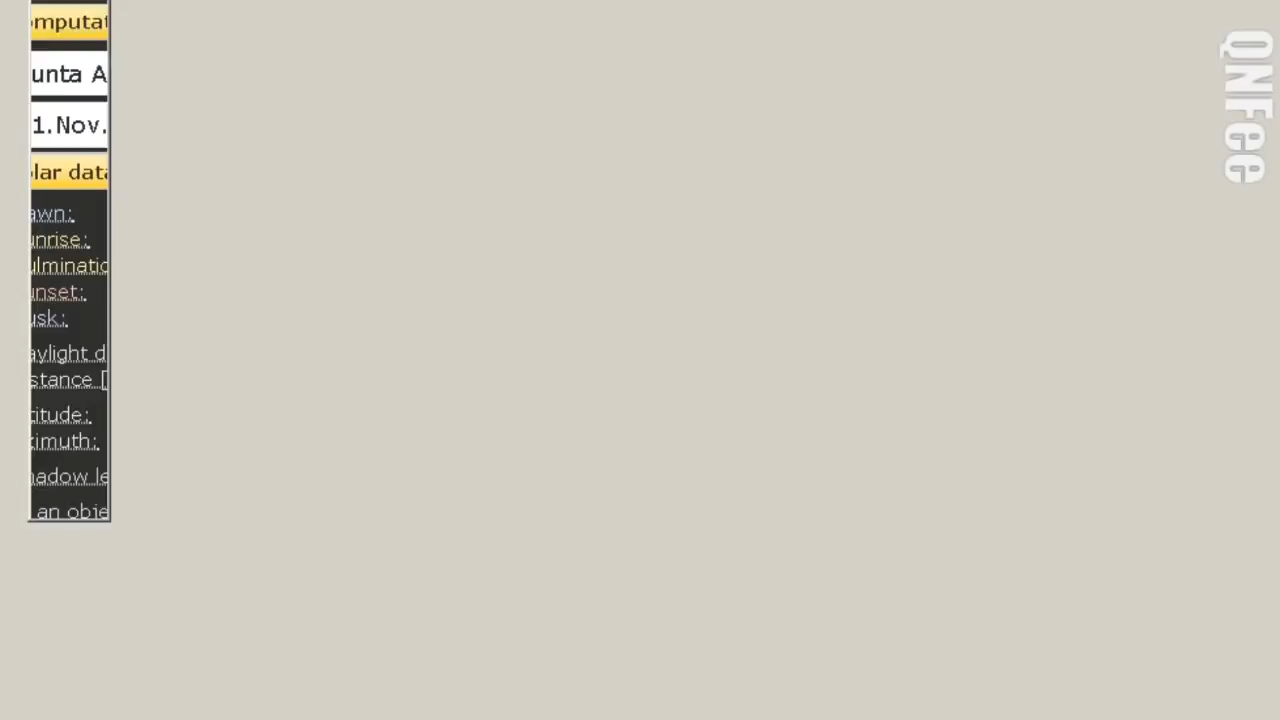 omputat
unta A
1.Nov.
lar data
awn:
unrise:
ulminatio
unset:
usk:
aylight d
stance [
titude:
zimuth:
hadow le
an obje
QNFee